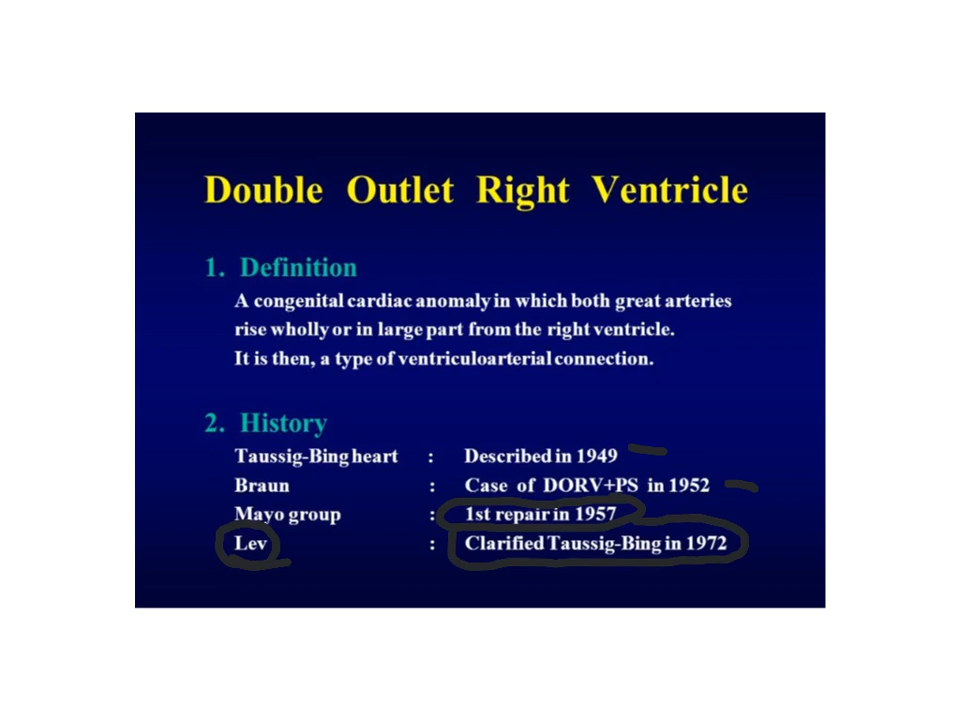 Double Outlet Right Ventricle
1. Definition
A congenital cardiac anomaly in which both great arteries
rise wholly or in large part from the right ventricle.
It is then, a type of ventriculoarterial connection.
2. History
Taussig-Bing heart : Described in 1949
Braun : Case of DORV+PS in 1952
Mayo group : 1st repair in 1957
Lev : Clarified Taussig-Bing in 1972